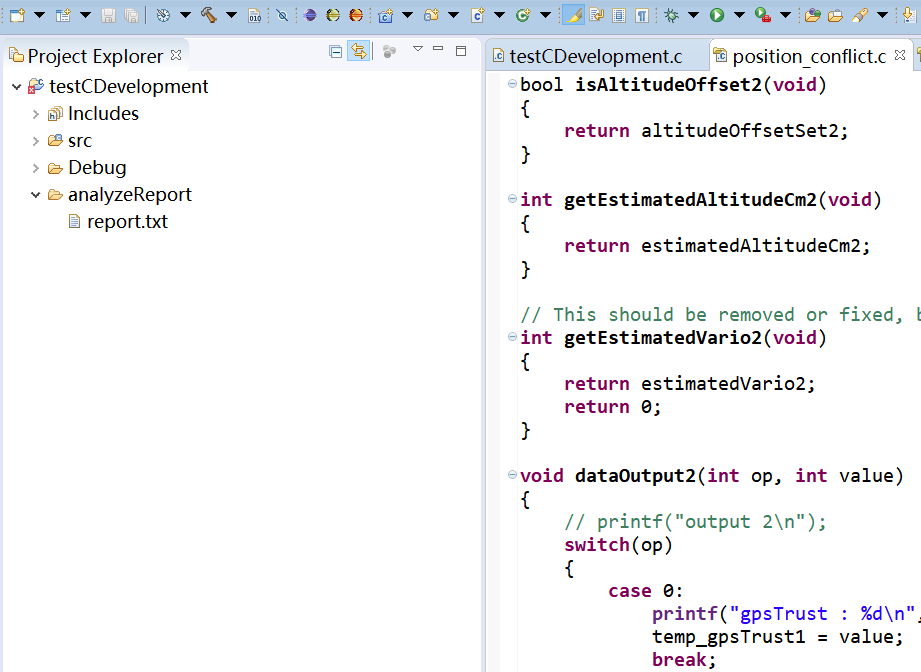 Project Explorer
testCDevelopment
Includes
src
Debug
analyzeReport
report.txt
testCDevelopment.c
position_conflict.c
bool isAltitudeOffset2(void)
{
return altitudeOffsetSet2;
}
int getEstimatedAltitudeCm2(void)
{
return estimatedAltitudeCm2;
}
// This should be removed or fixed,
int getEstimatedVario2(void)
{
return estimatedVario2;
return 0;
}
void dataOutput2(int op, int value)
{
// printf("output 2\n");
switch(op)
{
case 0:
printf("gpsTrust : %d\n",
temp_gpsTrust1 = value;
break;